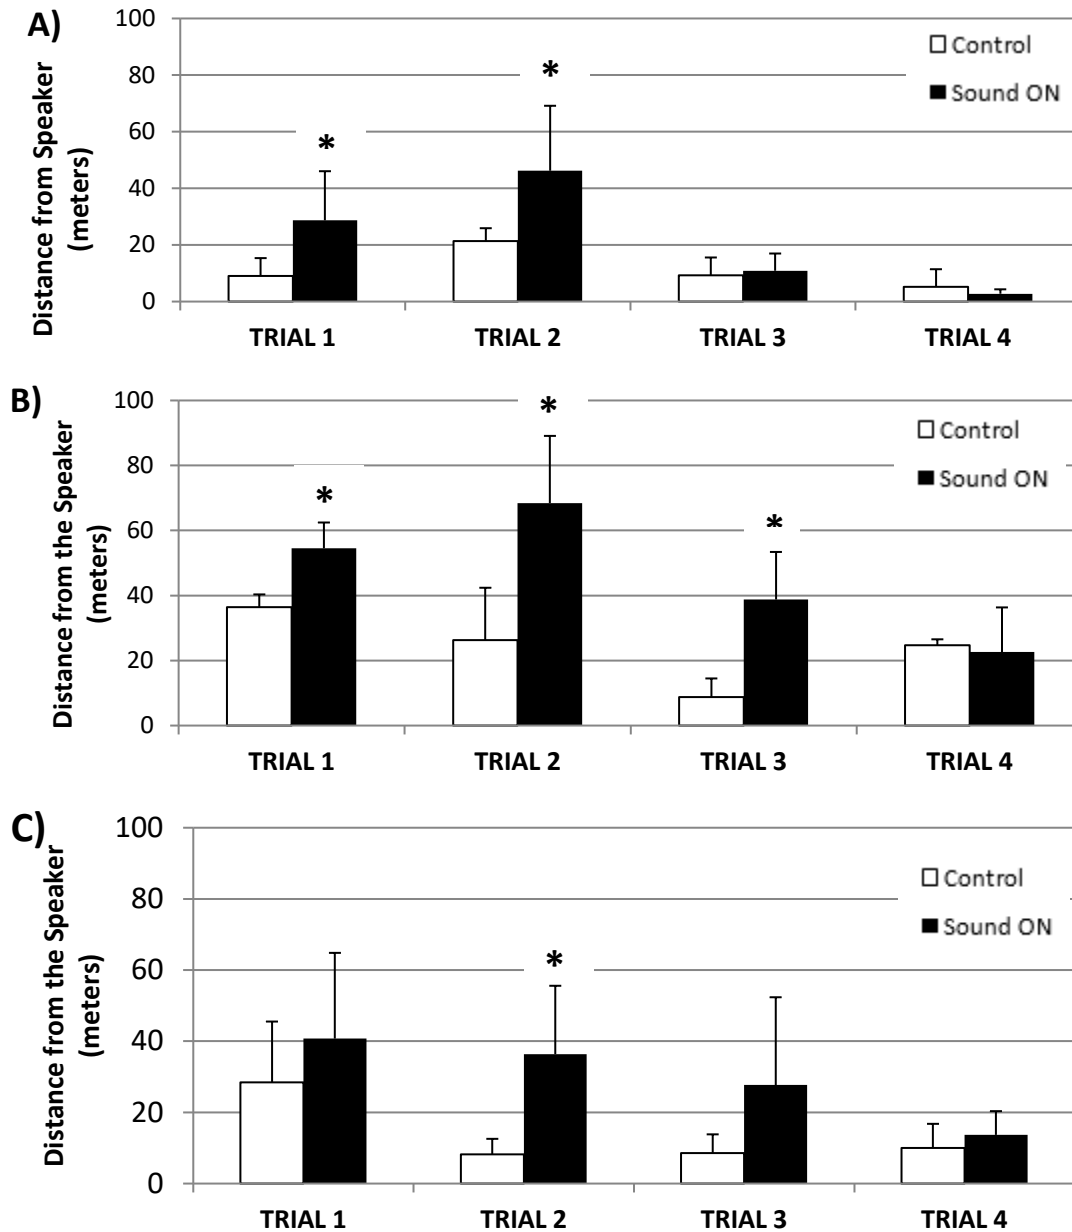 A)
Distance from Speaker
(meters)
100
80
60
40
20
0
Control
Sound ON
*
*
TRIAL 1
TRIAL 2
TRIAL 3
TRIAL 4
B)
Distance from the Speaker
(meters)
100
80
60
40
20
0
Control
Sound ON
*
*
*
TRIAL 1
TRIAL 2
TRIAL 3
TRIAL 4
C)
Distance from the Speaker
(meters)
100
80
60
40
20
0
Control
Sound ON
*
TRIAL 1
TRIAL 2
TRIAL 3
TRIAL 4